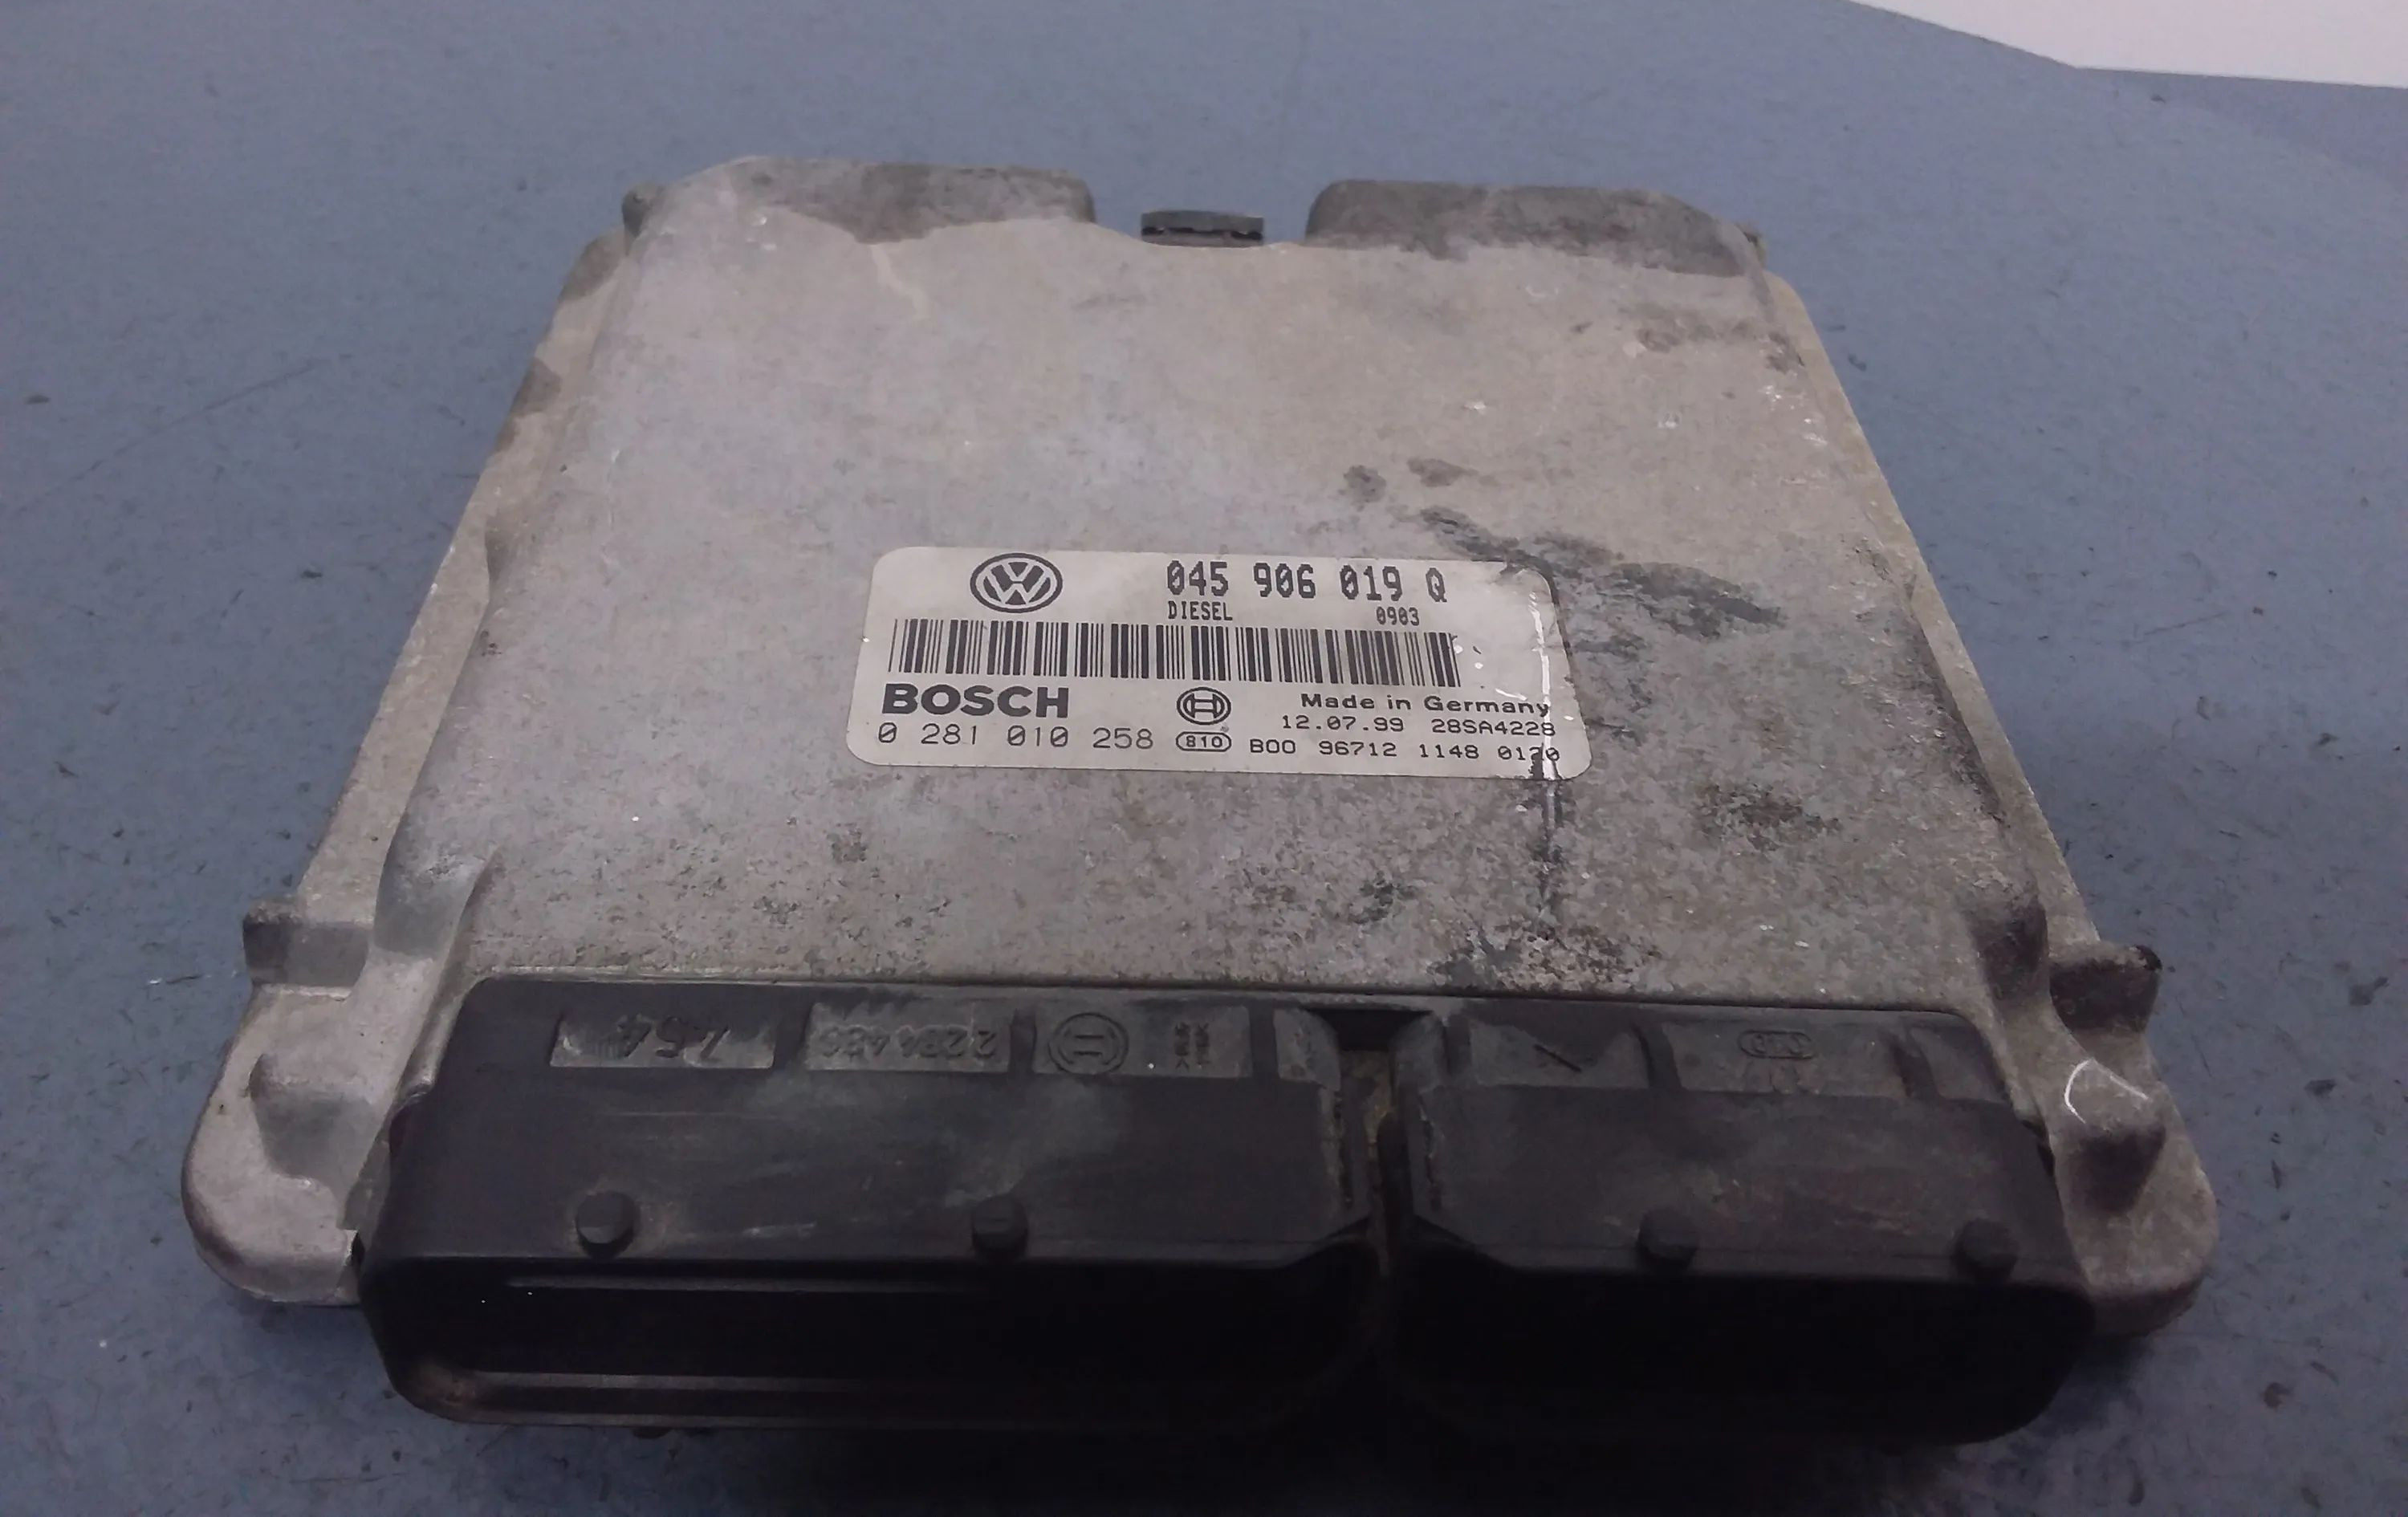 045 906 019 Q
DIESEL 0903
BOSCH Made in Germany
12.07.99 28SA4228
0 281 010 258 810 B00 96712 1148 0120
454